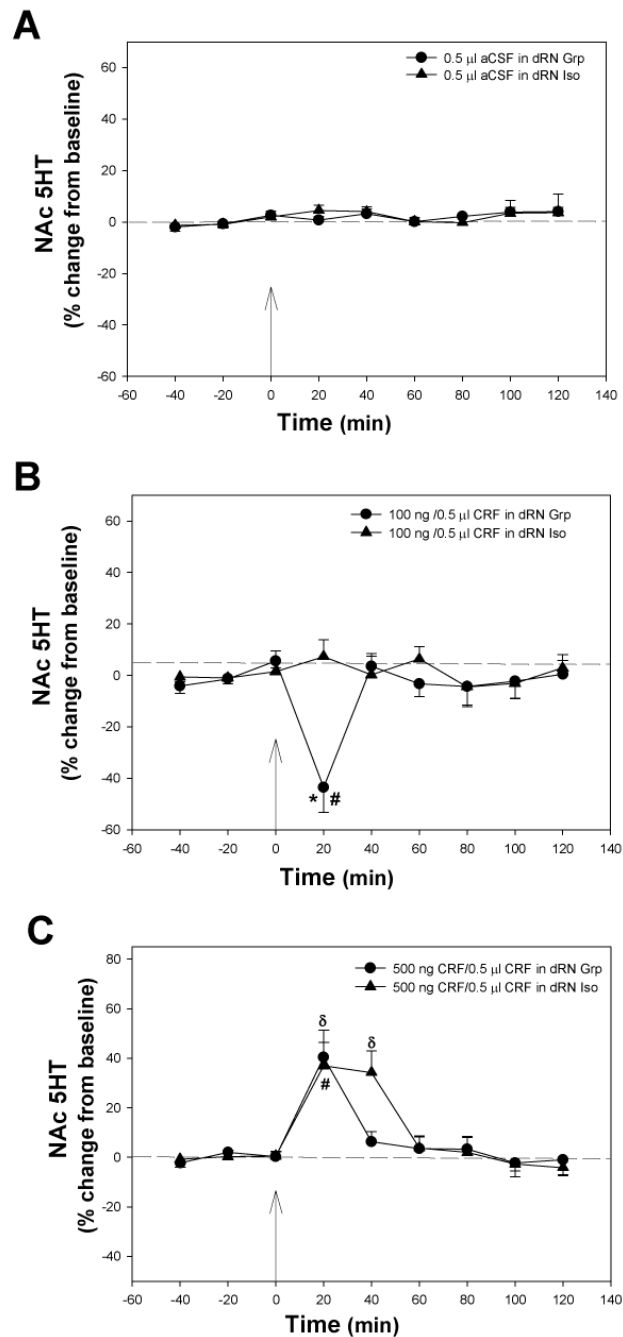 A
0.5 µl aCSF in dRN Grp
0.5 µl aCSF in dRN Iso
NAc 5HT
(% change from baseline)
60
40
20
0
-20
-40
-60
-60 -40 -20 0 20 40 60 80 100 120 140
Time (min)
B
100 ng /0.5 µl CRF in dRN Grp
100 ng /0.5 µl CRF in dRN Iso
NAc 5HT
(% change from baseline)
60
40
20
0
-20
-40
-60
* #
-60 -40 -20 0 20 40 60 80 100 120 140
Time (min)
C
500 ng CRF/0.5 µl CRF in dRN Grp
500 ng CRF/0.5 µl CRF in dRN Iso
NAc 5HT
(% change from baseline)
80
60
40
20
0
-20
-40
δ
δ
#
-60 -40 -20 0 20 40 60 80 100 120 140
Time (min)